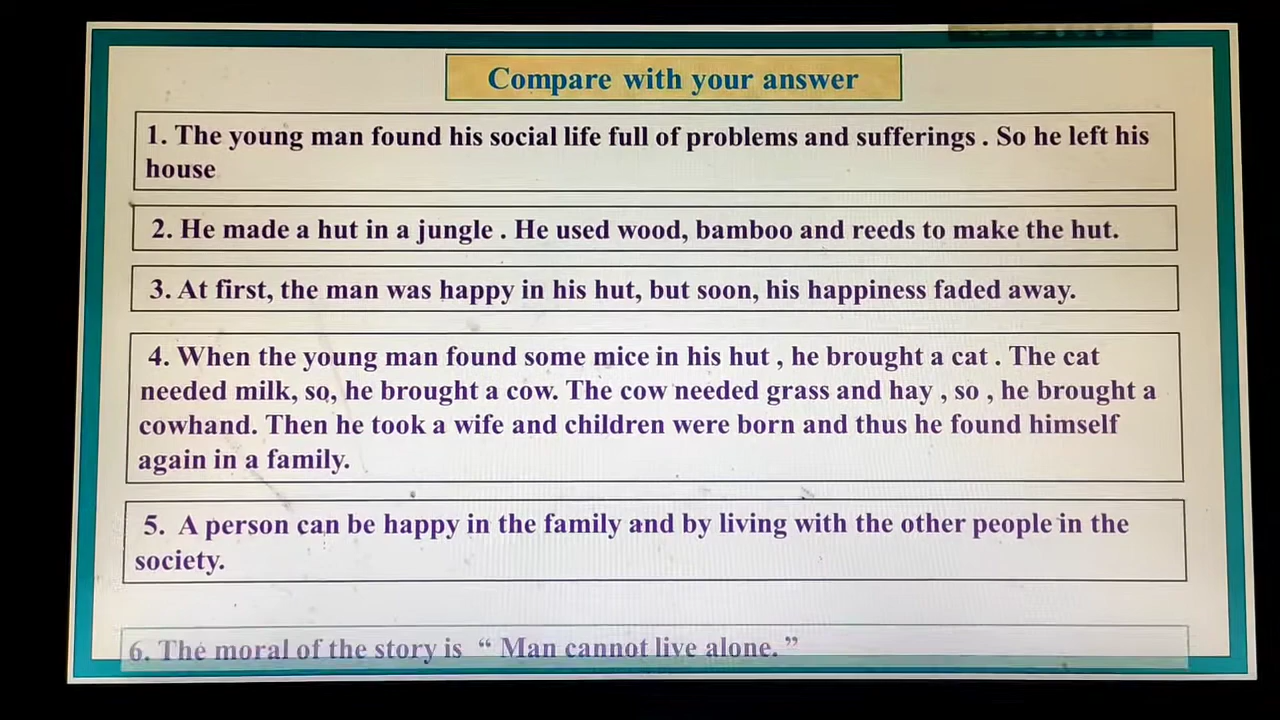 Compare with your answer
1. The young man found his social life full of problems and sufferings . So he left his
house
2. He made a hut in a jungle . He used wood, bamboo and reeds to make the hut.
3. At first, the man was happy in his hut, but soon, his happiness faded away.
4. When the young man found some mice in his hut , he brought a cat . The cat
needed milk, so, he brought a cow. The cow needed grass and hay , so , he brought a
cowhand. Then he took a wife and children were born and thus he found himself
again in a family.
5. A person can be happy in the family and by living with the other people in the
society.
6. The moral of the story is “ Man cannot live alone. ”